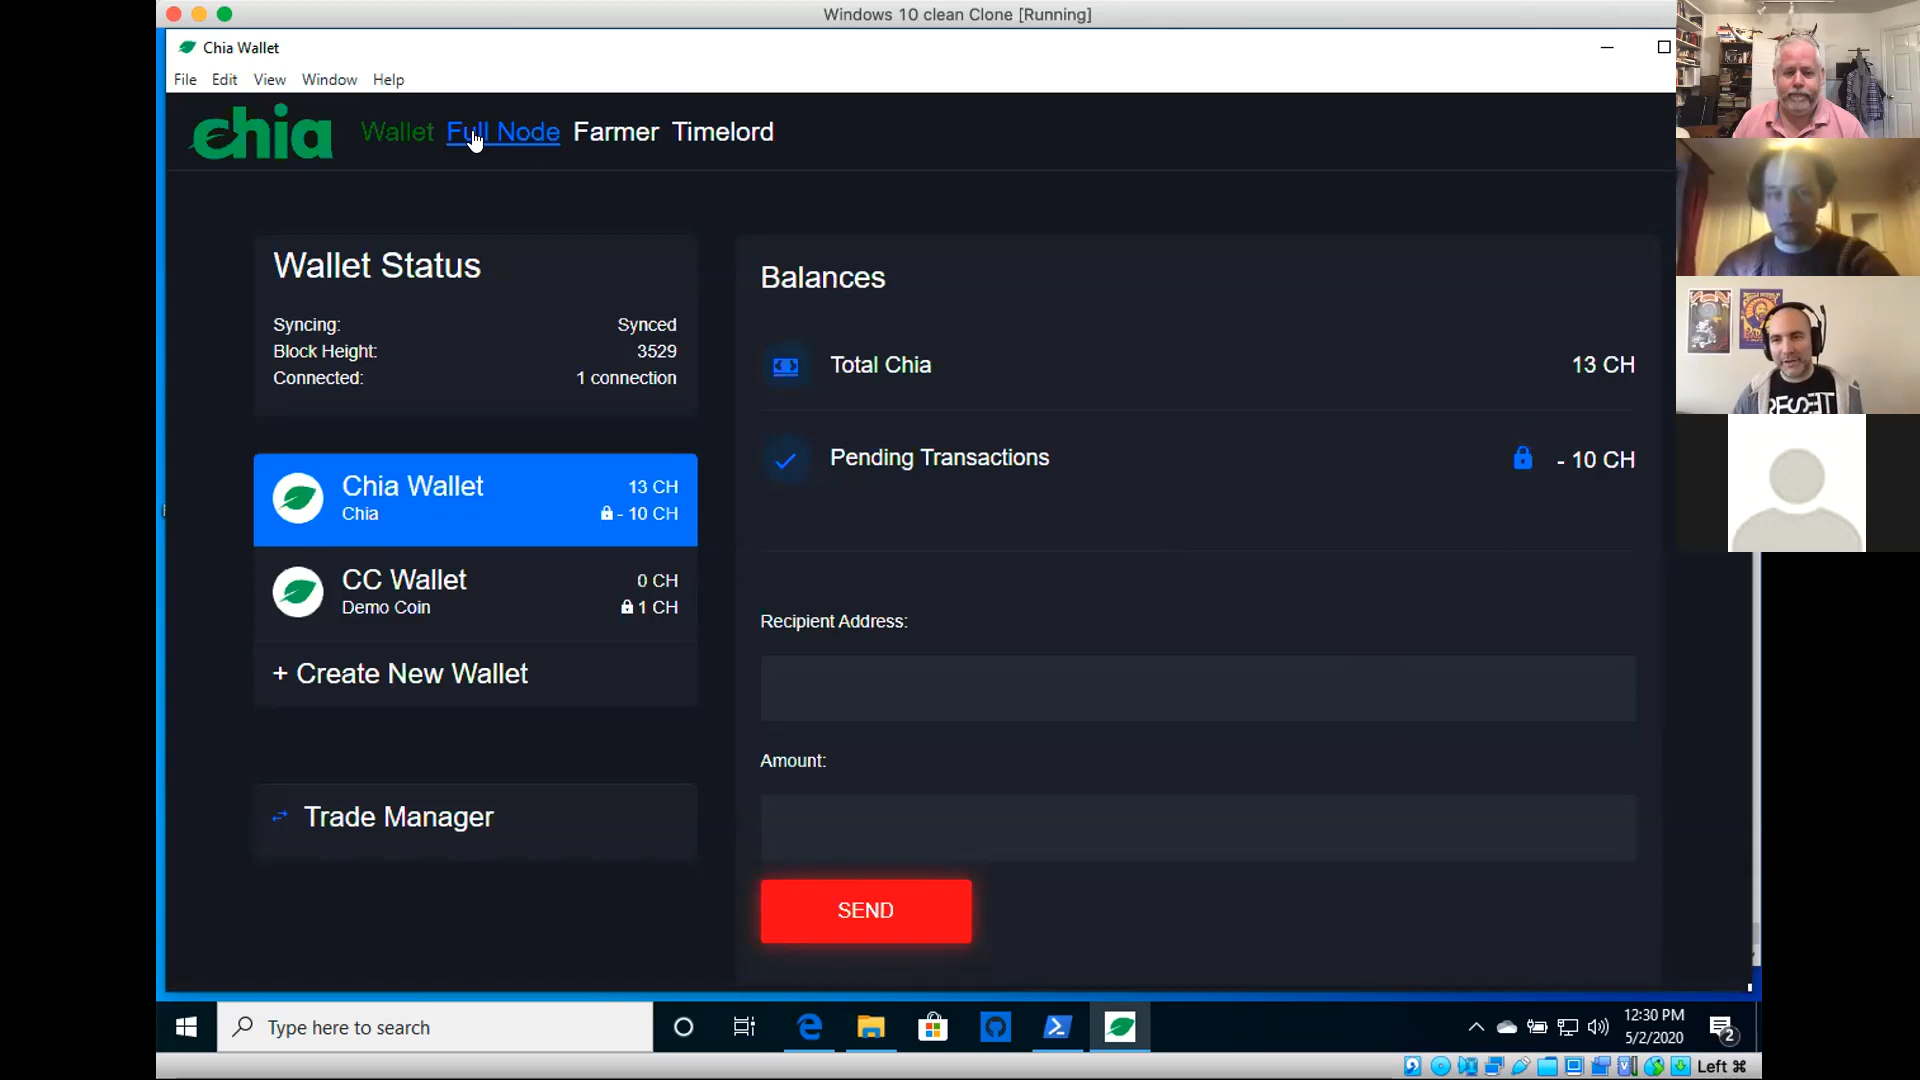 Windows 10 clean Clone [Running]
Chia Wallet
File Edit View Window Help
chia Wallet Full Node Farmer Timelord
Wallet Status
Syncing: Synced
Block Height: 3529
Connected: 1 connection
Chia Wallet 13 CH
Chia - 10 CH
CC Wallet 0 CH
Demo Coin 1 CH
+ Create New Wallet
Trade Manager
Balances
Total Chia 13 CH
Pending Transactions - 10 CH
Recipient Address:
Amount:
SEND
Type here to search
12:30 PM
5/2/2020
2
Left ⌘